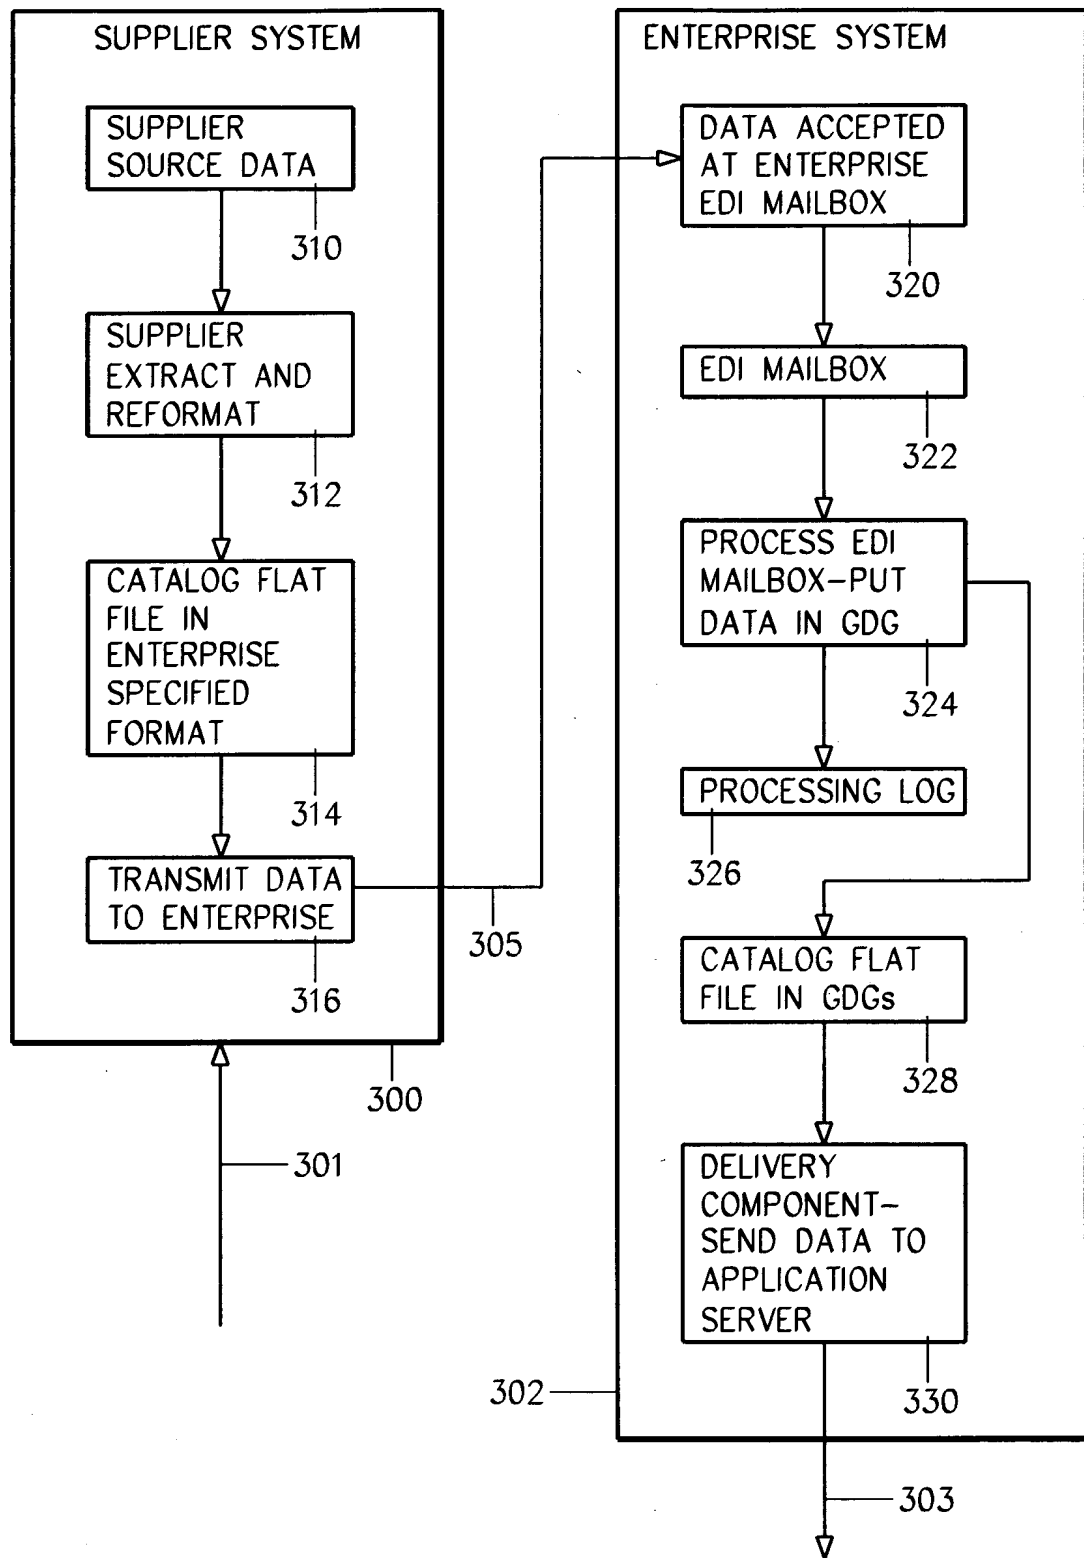 SUPPLIER SYSTEM
SUPPLIER
SOURCE DATA
310
SUPPLIER
EXTRACT AND
REFORMAT
312
CATALOG FLAT
FILE IN
ENTERPRISE
SPECIFIED
FORMAT
314
TRANSMIT DATA
TO ENTERPRISE
316
305
300
301
ENTERPRISE SYSTEM
DATA ACCEPTED
AT ENTERPRISE
EDI MAILBOX
320
EDI MAILBOX
322
PROCESS EDI
MAILBOX-PUT
DATA IN GDG
324
PROCESSING LOG
326
CATALOG FLAT
FILE IN GDGs
328
DELIVERY
COMPONENT-
SEND DATA TO
APPLICATION
SERVER
330
302
303